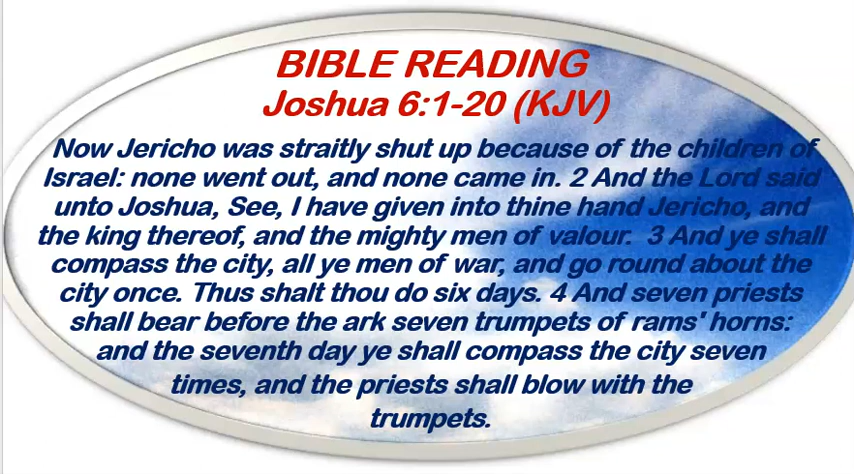 BIBLE READING
Joshua 6:1-20 (KJV)
Now Jericho was straitly shut up because of the children of
Israel: none went out, and none came in. 2 And the Lord said
unto Joshua, See, I have given into thine hand Jericho, and
the king thereof, and the mighty men of valour. 3 And ye shall
compass the city, all ye men of war, and go round about the
city once. Thus shalt thou do six days. 4 And seven priests
shall bear before the ark seven trumpets of rams' horns:
and the seventh day ye shall compass the city seven
times, and the priests shall blow with the
trumpets.